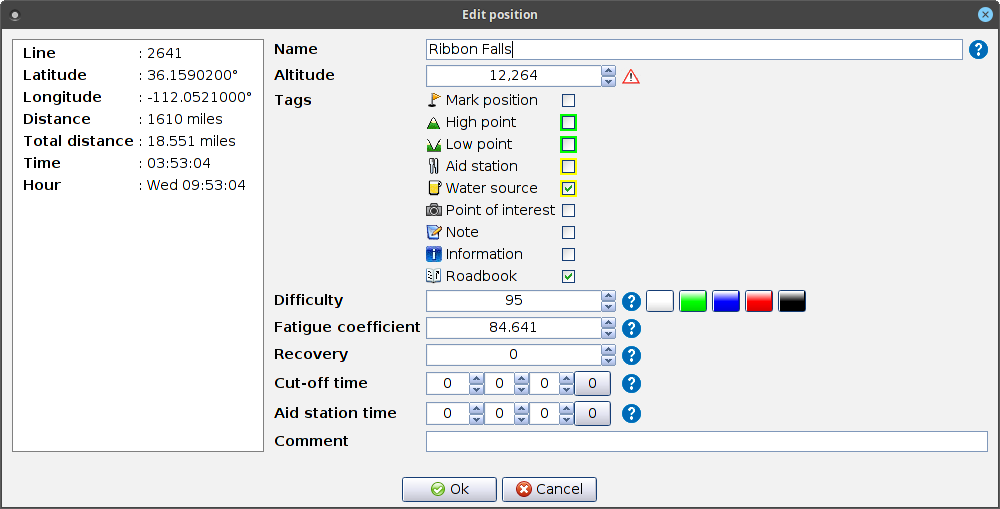 Edit position
Line : 2641
Latitude : 36.1590200°
Longitude : -112.0521000°
Distance : 1610 miles
Total distance : 18.551 miles
Time : 03:53:04
Hour : Wed 09:53:04
Name Ribbon Falls ?
Altitude 12,264
Tags Mark position
High point
Low point
Aid station
Water source
Point of interest
Note
Information
Roadbook
Difficulty 95 ?
Fatigue coefficient 84.641 ?
Recovery 0 ?
Cut-off time 0 0 0 0 ?
Aid station time 0 0 0 0 ?
Comment
Ok Cancel